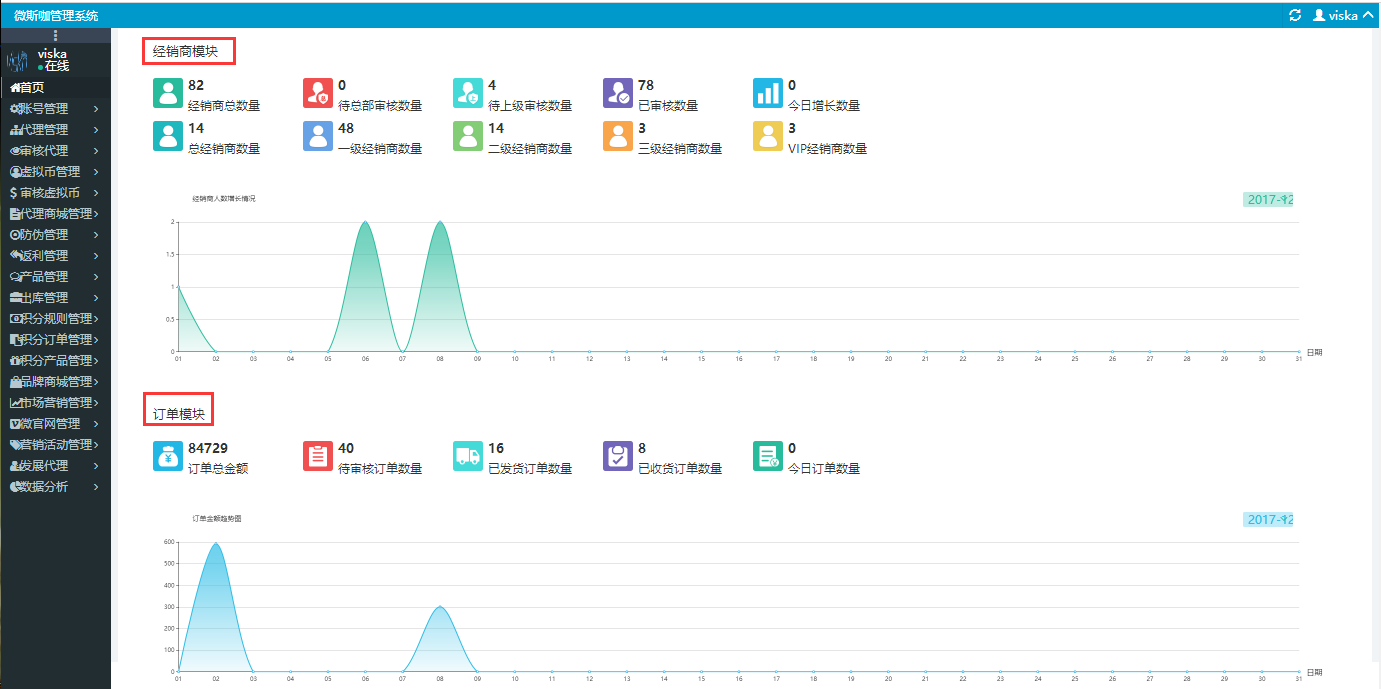 微斯咖管理系统
viska
viska
在线
首页
账号管理
代理管理
审核代理
虚拟币管理
审核虚拟币
代理商城管理
防伪管理
返利管理
产品管理
出库管理
积分规则管理
积分订单管理
积分产品管理
品牌商城管理
市场营销管理
微官网管理
营销活动管理
发展代理
数据分析
经销商模块
82
经销商总数量
0
待总部审核数量
4
待上级审核数量
78
已审核数量
0
今日增长数量
14
总经销商数量
48
一级经销商数量
14
二级经销商数量
3
三级经销商数量
3
VIP经销商数量
经销商人数增长情况
2017-12
2
1.5
1
0.5
0
01 02 03 04 05 06 07 08 09 10 11 12 13 14 15 16 17 18 19 20 21 22 23 24 25 26 27 28 29 30 31
日期
订单模块
84729
订单总金额
40
待审核订单数量
16
已发货订单数量
8
已收货订单数量
0
今日订单数量
订单金额趋势图
2017-12
600
500
400
300
200
100
0
01 02 03 04 05 06 07 08 09 10 11 12 13 14 15 16 17 18 19 20 21 22 23 24 25 26 27 28 29 30 31
日期